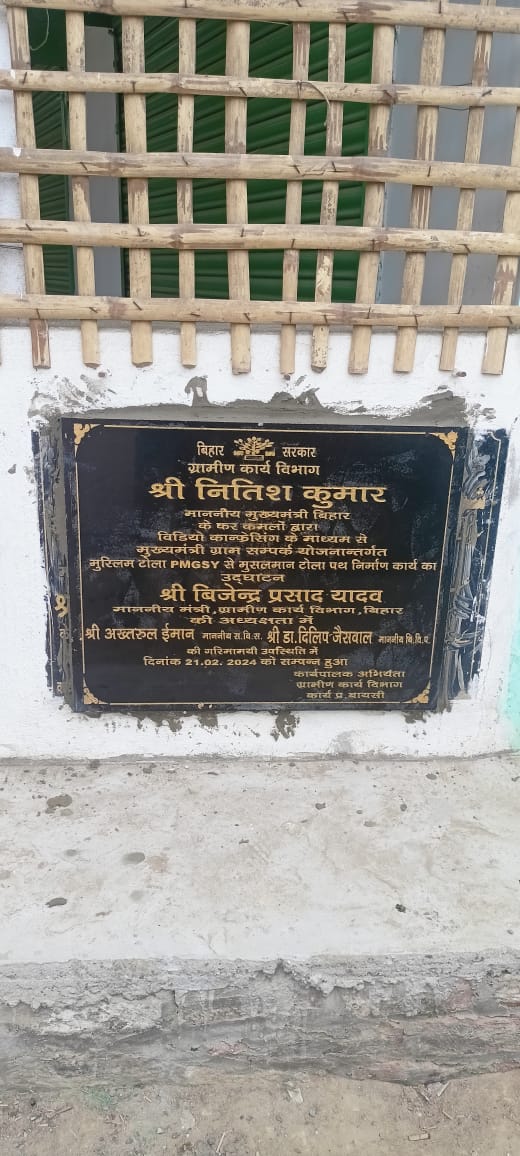 बिहार सरकार
ग्रामीण कार्य विभाग
श्री नितिश कुमार
माननीय मुख्यमंत्री बिहार
के कर कमलों द्वारा
विडियो कान्फ्रेसिंग के माध्यम से
मुख्यमंत्री ग्राम सम्पर्क योजनान्तर्गत
मुस्लिम टोला PMGSY से मुसलमान टोला पथ निर्माण कार्य का
उद्घाटन
श्री बिजेन्द्र प्रसाद यादव
माननीय मंत्री, ग्रामीण कार्य विभाग, बिहार
की अध्यक्षता में
श्री अख्तरुल ईमान माननीय स.वि.स. श्री डा. दिलिप जैसवाल माननीय वि.वि.प.
की गरिमामयी उपस्थिति में
दिनांक 21.02. 2024 को सम्पन्न हुआ
कार्यपालक अभियंता
ग्रामीण कार्य विभाग
कार्य प्र. बायसी